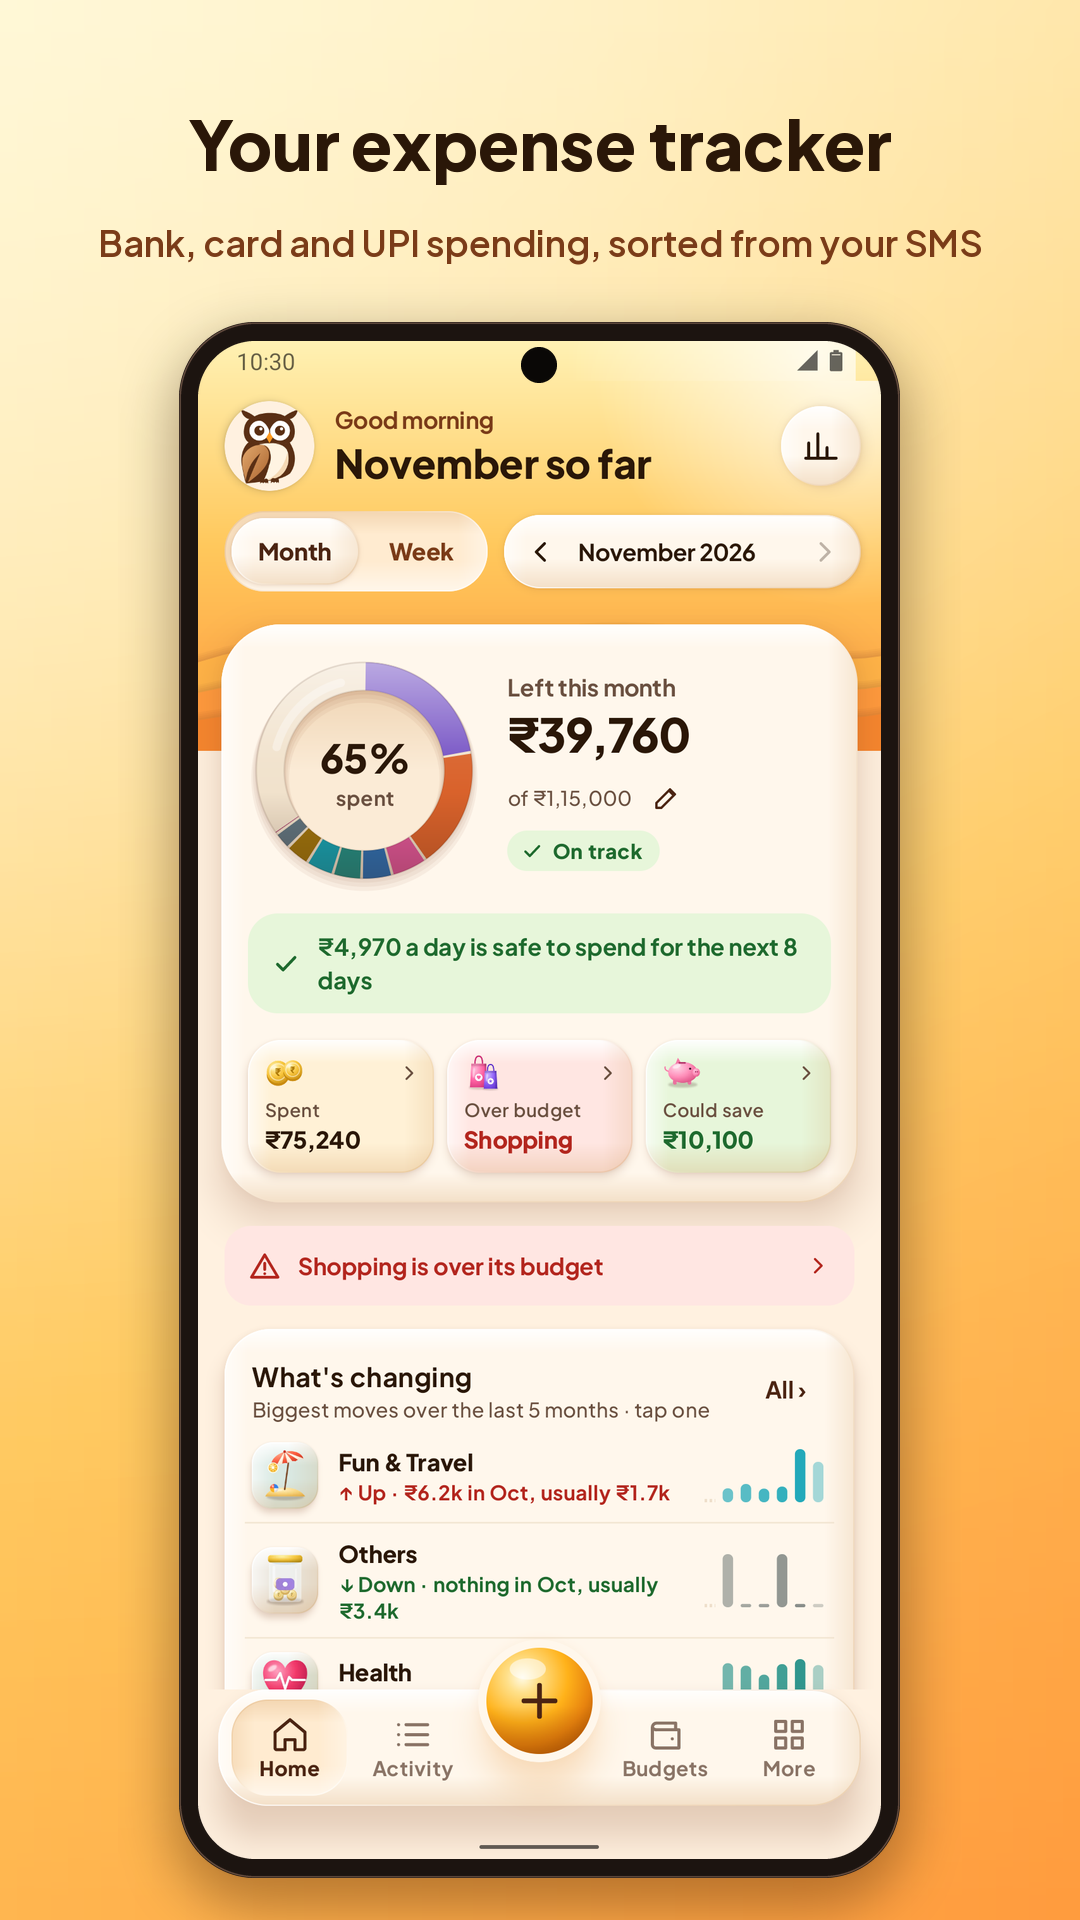 Your expense tracker
Bank, card and UPI spending, sorted from your SMS
10:30
Good morning
November so far
Month
Week
November 2026
65%
spent
Left this month
₹39,760
of ₹1,15,000
On track
₹4,970 a day is safe to spend for the next 8
days
Spent
₹75,240
Over budget
Shopping
Could save
₹10,100
Shopping is over its budget
What's changing
Biggest moves over the last 5 months · tap one
All ›
Fun & Travel
↑ Up · ₹6.2k in Oct, usually ₹1.7k
Others
↓ Down · nothing in Oct, usually
₹3.4k
Health
Home
Activity
Budgets
More